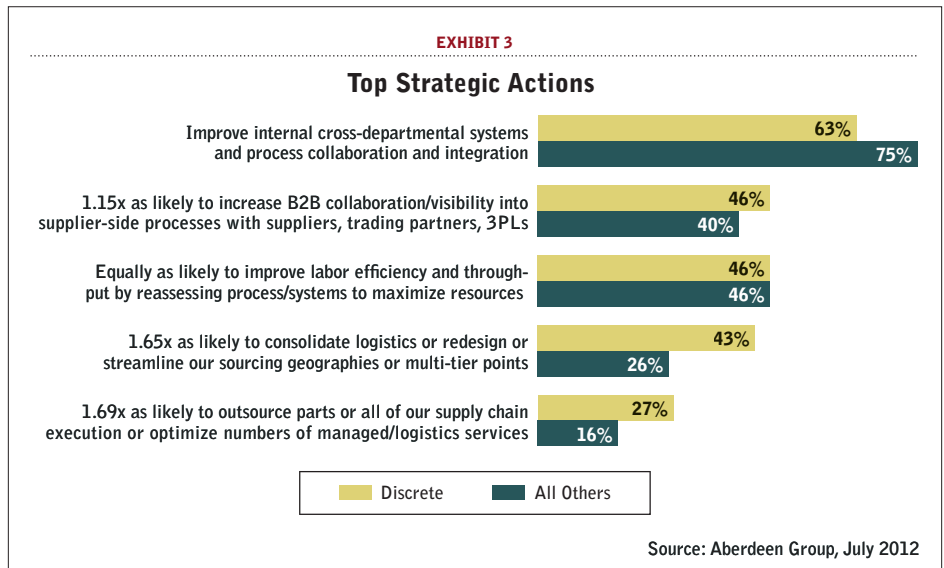 EXHIBIT 3
Top Strategic Actions
Improve internal cross-departmental systems
and process collaboration and integration
63%
75%
1.15x as likely to increase B2B collaboration/visibility into
supplier-side processes with suppliers, trading partners, 3PLs
46%
40%
Equally as likely to improve labor efficiency and through-
put by reassessing process/systems to maximize resources
46%
46%
1.65x as likely to consolidate logistics or redesign or
streamline our sourcing geographies or multi-tier points
43%
26%
1.69x as likely to outsource parts or all of our supply chain
execution or optimize numbers of managed/logistics services
27%
16%
Discrete
All Others
Source: Aberdeen Group, July 2012